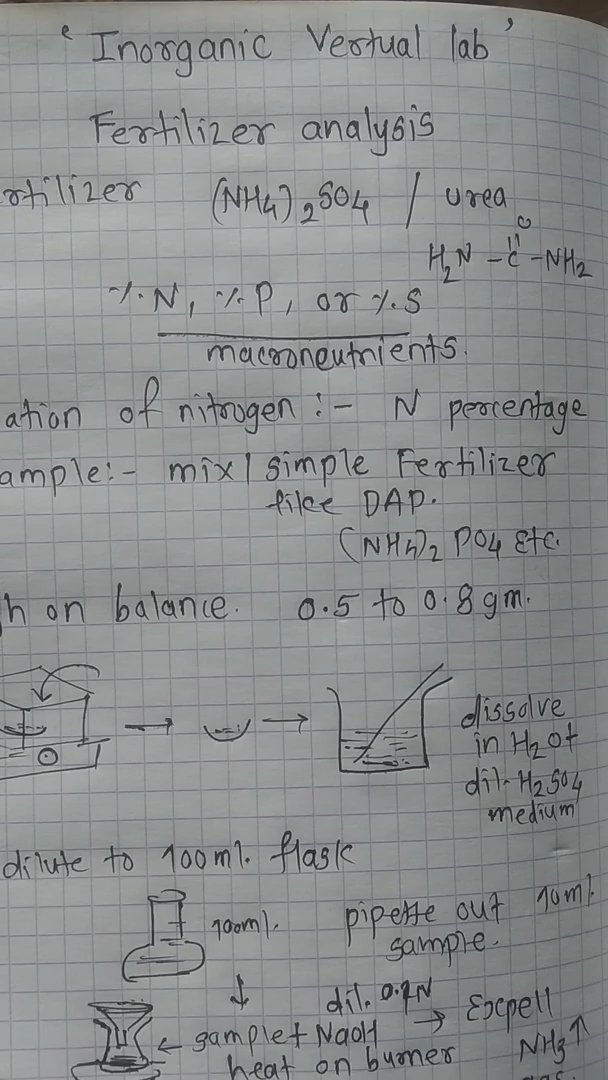 ‘Inorganic Vertual lab’
Fertilizer analysis
rtilizer (NH4)2SO4 / urea
O
H2N-C-NH2
%N, %P, or %S
macroneutrients.
ation of nitrogen :- N percentage
ample:- mix/simple Fertilizer
like DAP.
(NH4)2 PO4 Etc.
h on balance. 0.5 to 0.8 gm.
dissolve
in H2O+
dil. H2SO4
medium
dilute to 100ml. flask
100ml. pipette out 10ml.
sample.
dil. 0.1N
← sample + NaOH → Excpell
heat on burner NH3↑